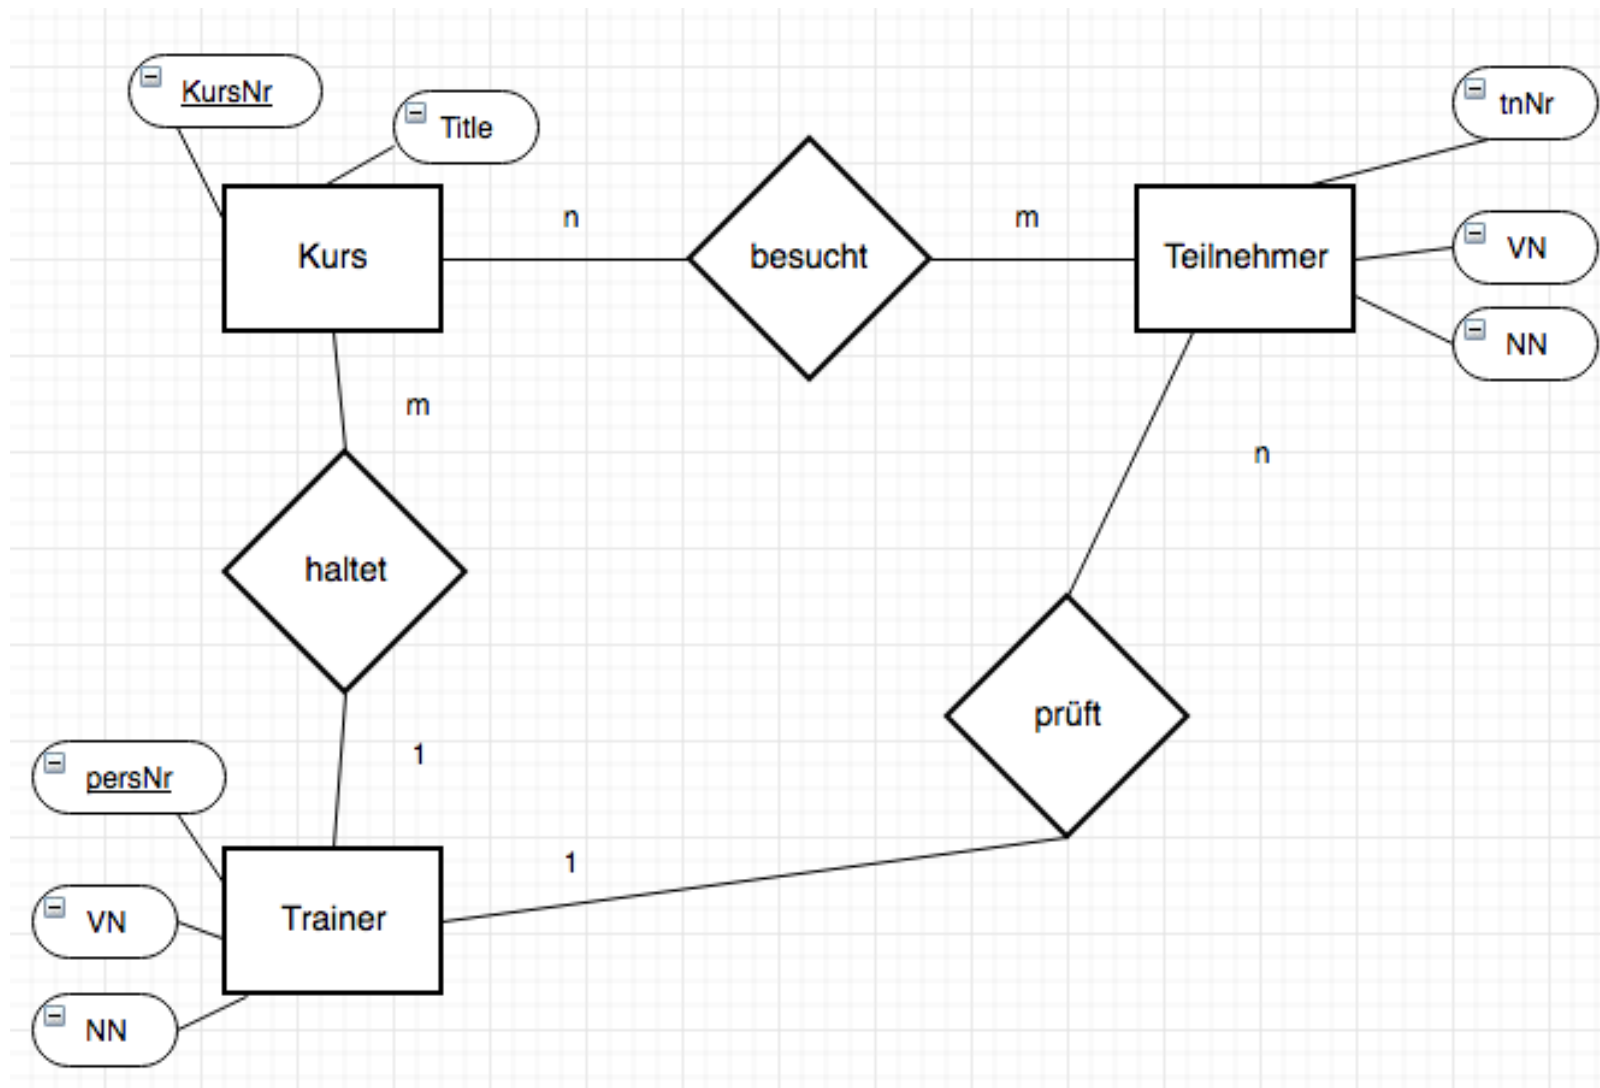 KursNr
Title
tnNr
n
m
Kurs
besucht
Teilnehmer
VN
NN
m
n
haltet
prüft
1
persNr
1
VN
Trainer
NN